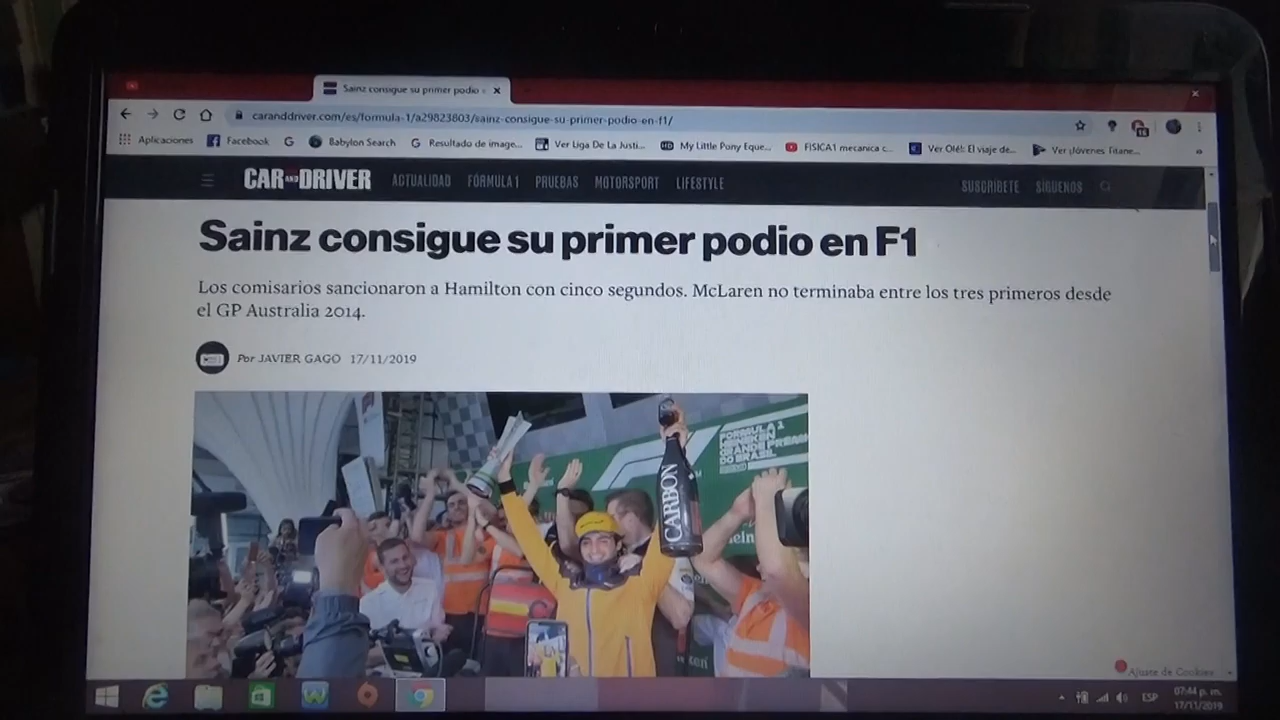 Sainz consigue su primer podio e
caranddriver.com/es/formula-1/a29823803/sainz-consigue-su-primer-podio-en-f1/
Aplicaciones Facebook Babylon Search Resultado de image... Ver Liga De La Justi... My Little Pony Eque... FISICA1 mecanica c... Ver Olé!: El viaje de... Ver ¡Jóvenes Titane...
CAR AND DRIVER ACTUALIDAD FÓRMULA 1 PRUEBAS MOTORSPORT LIFESTYLE SUSCRÍBETE SÍGUENOS
Sainz consigue su primer podio en F1
Los comisarios sancionaron a Hamilton con cinco segundos. McLaren no terminaba entre los tres primeros desde
el GP Australia 2014.
Por JAVIER GAGO 17/11/2019
FORMULA 1
HEINEKEN
GRANDE PREMIO
DO BRASIL
CARBON
Ajuste de Cookies
ESP
07:44 p. m.
17/11/2019